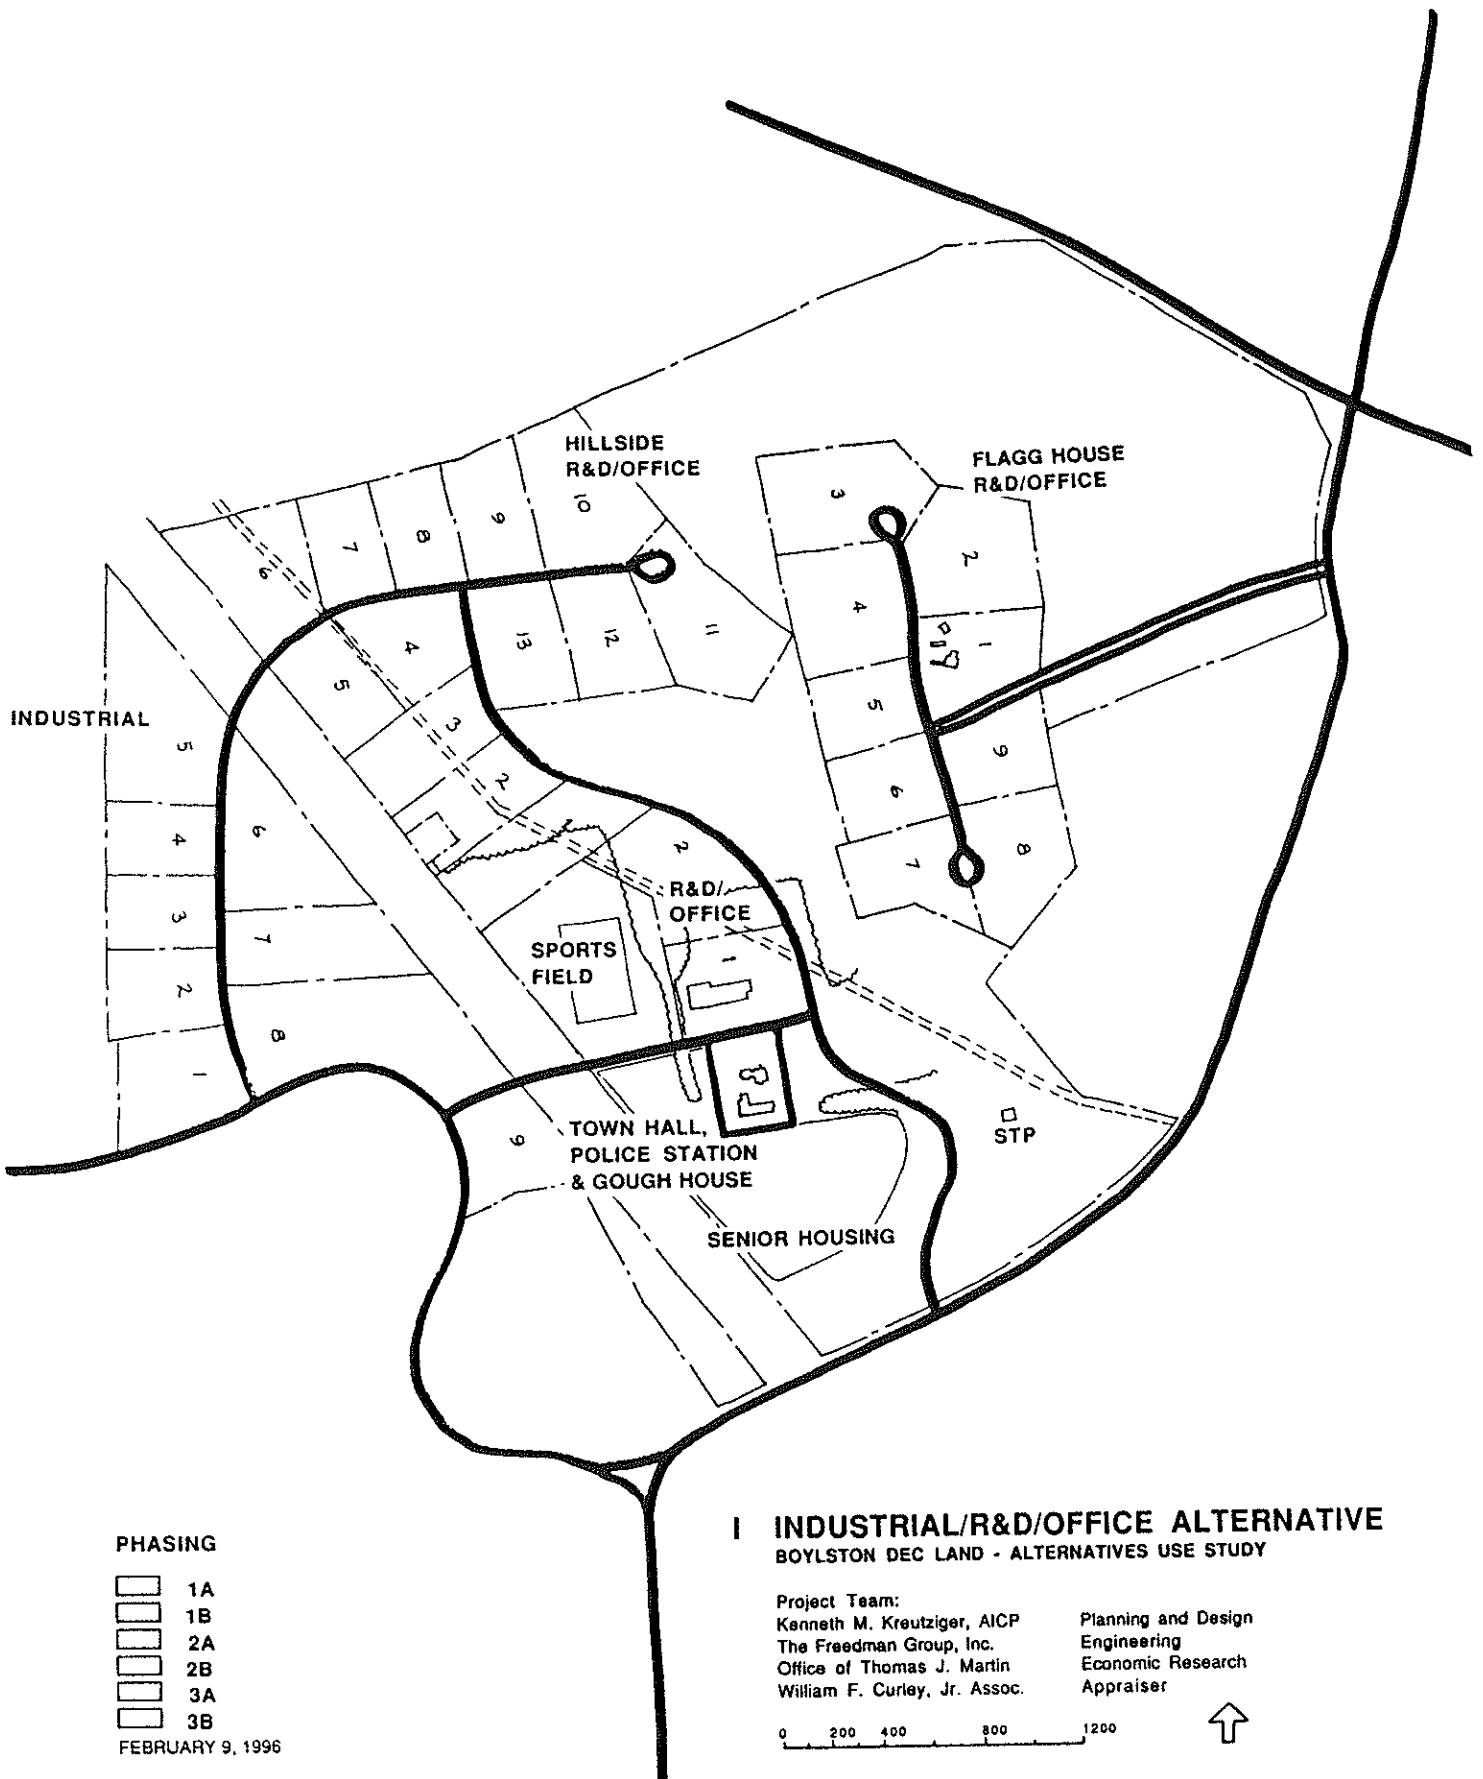 HILLSIDE
R&D/OFFICE
FLAGG HOUSE
R&D/OFFICE
10
9
8
7
6
3
2
4
1
4
13
12
11
5
5
3
INDUSTRIAL
5
9
2
6
4
6
1
2
8
7
3
R&D/
OFFICE
7
SPORTS
FIELD
1
2
8
1
STP
9
TOWN HALL,
POLICE STATION
& GOUGH HOUSE
SENIOR HOUSING
PHASING
1A
1B
2A
2B
3A
3B
FEBRUARY 9, 1996
I INDUSTRIAL/R&D/OFFICE ALTERNATIVE
BOYLSTON DEC LAND - ALTERNATIVES USE STUDY
Project Team:
Kenneth M. Kreutziger, AICP Planning and Design
The Freedman Group, Inc. Engineering
Office of Thomas J. Martin Economic Research
William F. Curley, Jr. Assoc. Appraiser
0 200 400 800 1200